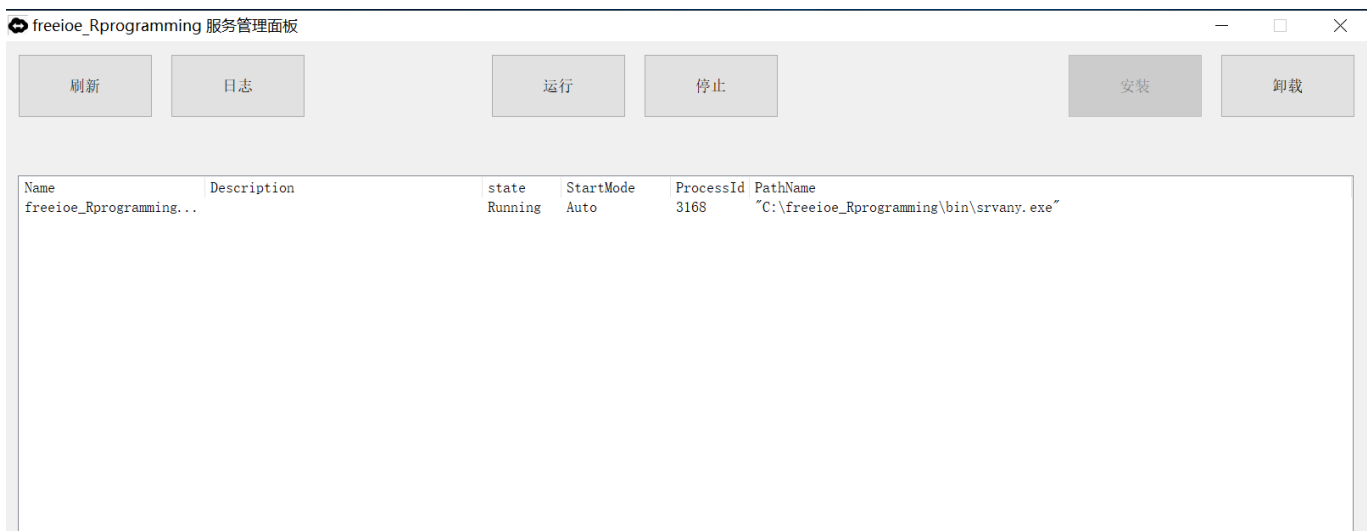 freeioe_Rprogramming 服务管理面板
刷新 日志 运行 停止 安装 卸载
Name Description state StartMode ProcessId PathName
freeioe_Rprogramming... Running Auto 3168 "C:\freeioe_Rprogramming\bin\srvany.exe"